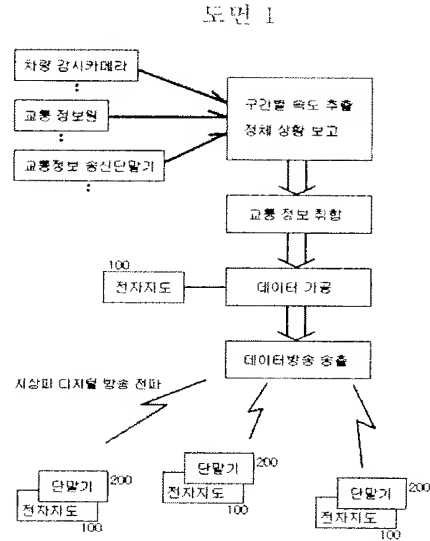 도면 1
차량 감시카메라
:
교통 정보원
:
교통정보 송신단말기
:
구간별 속도 추출
정체 상황 보고
교통 정보 취합
100
전자지도
데이터 가공
데이터방송 송출
지상파 디지털 방송 전파
단말기
200
전자지도
100
단말기
200
전자지도
100
단말기
200
전자지도
100